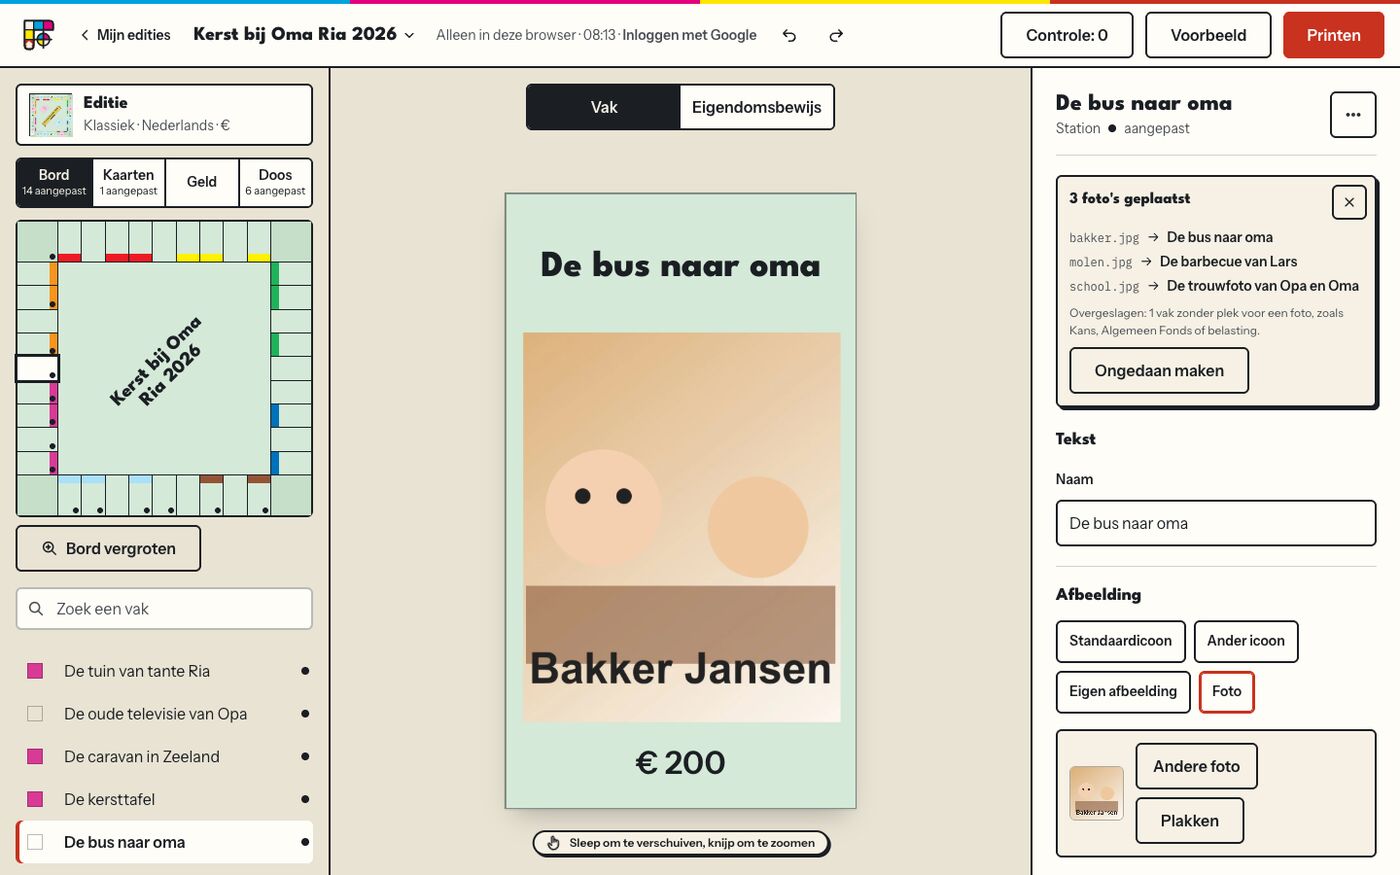 Mijn edities
Kerst bij Oma Ria 2026
Alleen in deze browser · 08:13 · Inloggen met Google
Controle: 0
Voorbeeld
Printen
Editie
Klassiek · Nederlands · €
Bord
14 aangepast
Kaarten
1 aangepast
Geld
Doos
6 aangepast
Kerst bij Oma
Ria 2026
Bord vergroten
Zoek een vak
De tuin van tante Ria
De oude televisie van Opa
De caravan in Zeeland
De kersttafel
De bus naar oma
Vak
Eigendomsbewijs
De bus naar oma
Bakker Jansen
€ 200
Sleep om te verschuiven, knijp om te zoomen
De bus naar oma
Station ● aangepast
3 foto's geplaatst
bakker.jpg → De bus naar oma
molen.jpg → De barbecue van Lars
school.jpg → De trouwfoto van Opa en Oma
Overgeslagen: 1 vak zonder plek voor een foto, zoals
Kans, Algemeen Fonds of belasting.
Ongedaan maken
Tekst
Naam
De bus naar oma
Afbeelding
Standaardicoon
Ander icoon
Eigen afbeelding
Foto
Bakker Jansen
Andere foto
Plakken